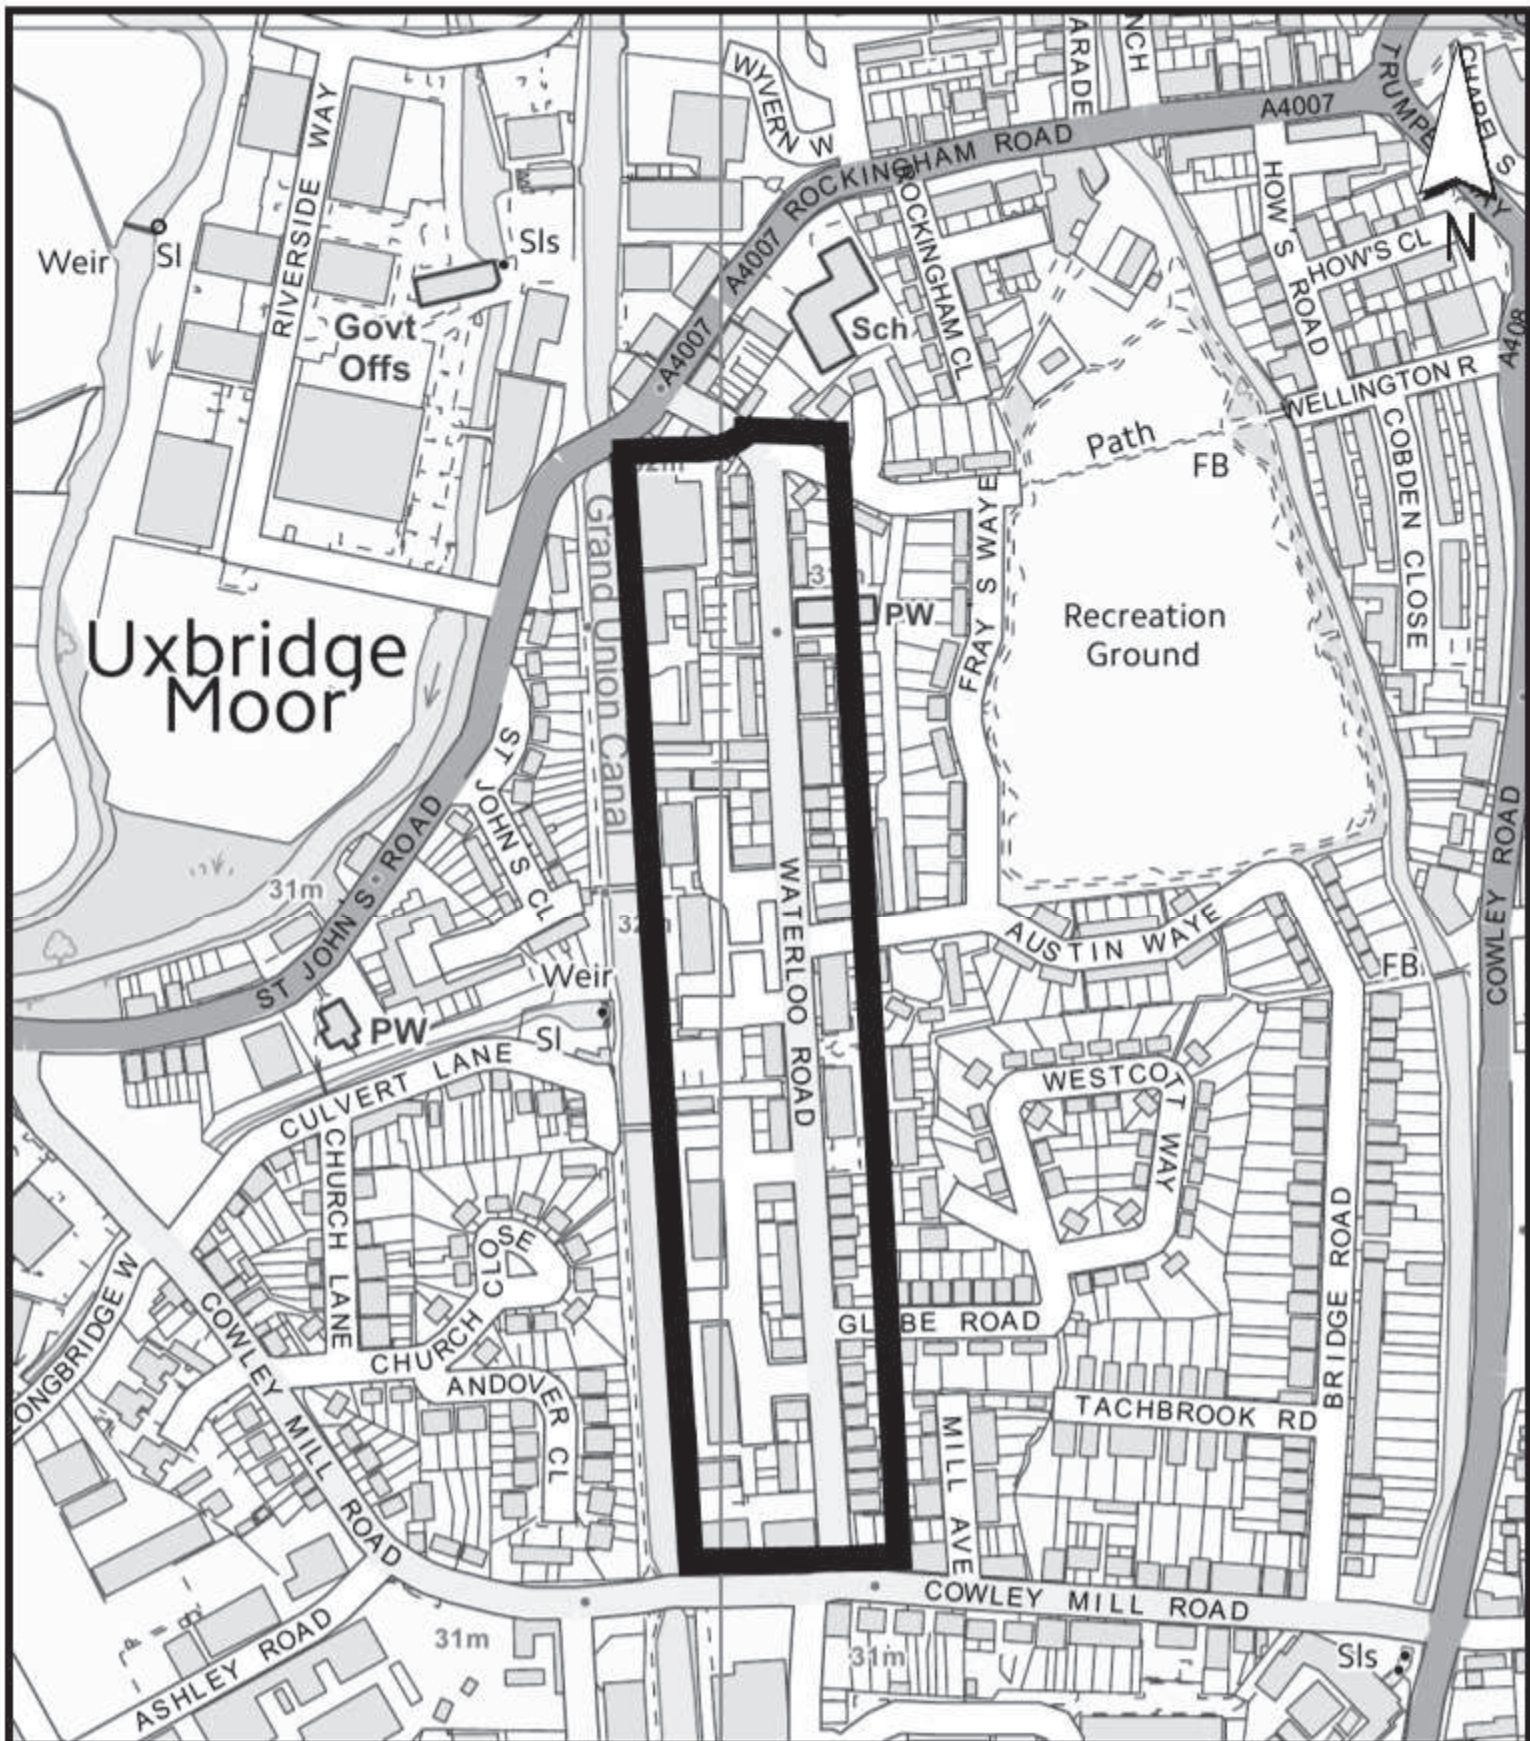 WYVERN W
ARADE
NCH
TRUMPE
CHAPEL S
AY
N
A4007
ROCKINGHAM ROAD
A4007
A4007
RIVERSIDE WAY
Weir
Sl
Sls
Govt
Offs
Sch
ROCKINGHAM CL
HOW'S ROAD
HOW'S CL
A408
WELLINGTON R
COBDEN CLOSE
Path
FB
Grand Union Canal
FRAY'S WAYE
PW
Recreation
Ground
Uxbridge
Moor
ST JOHN'S CL
ST JOHN'S ROAD
31m
WATERLOO ROAD
AUSTIN WAYE
FB
COWLEY ROAD
Weir
Sl
PW
CULVERT LANE
CHURCH LANE
WESTCOTT WAY
BRIDGE ROAD
CHURCH CLOSE
LONGBRIDGE W
COWLEY MILL ROAD
ANDOVER CL
GLEBE ROAD
TACHBROOK RD
MILL AVE
COWLEY MILL ROAD
ASHLEY ROAD
31m
31m
Sls